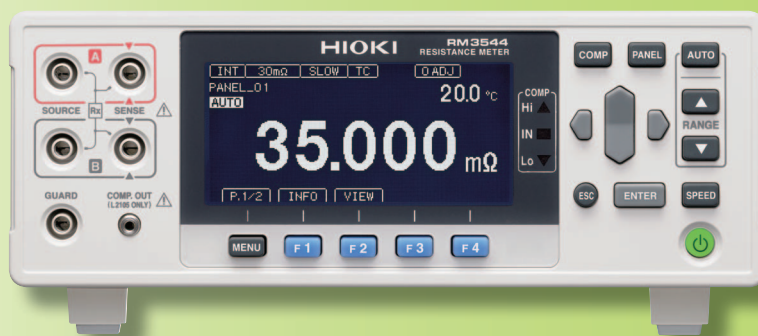 HIOKI
RM3544
RESISTANCE METER
A
SOURCE Rx SENSE
B
GUARD
COMP. OUT
(L2105 ONLY)
INT 30mΩ SLOW TC 0 ADJ
PANEL_01
AUTO
20.0 °C
35.000 mΩ
P.1/2 INFO VIEW
COMP
Hi
IN
Lo
MENU F1 F2 F3 F4
COMP PANEL AUTO
RANGE
ESC ENTER SPEED